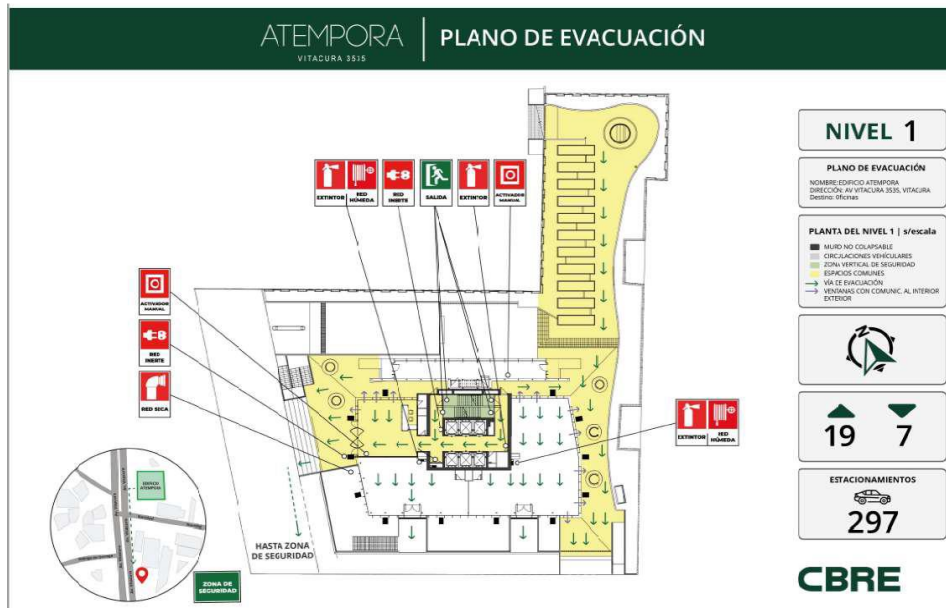 ATEMPORA
VITACURA 3535
PLANO DE EVACUACIÓN
NIVEL 1
PLANO DE EVACUACIÓN
NOMBRE: EDIFICIO ATEMPORA
DIRECCIÓN: AV VITACURA 3535, VITACURA
Destino: Oficinas
PLANTA DEL NIVEL 1 | s/escala
MURO NO COLAPSABLE
CIRCULACIONES VEHÍCULARES
ZONA VERTICAL DE SEGURIDAD
ESPACIOS COMUNES
VÍA DE EVACUACIÓN
VENTANAS CON COMUNIC. AL INTERIOR
EXTERIOR
N
19
7
ESTACIONAMIENTOS
297
CBRE
EXTINTOR
RED
HÚMEDA
RED
INERTE
SALIDA
EXTINTOR
ACTIVADOR
MANUAL
ACTIVADOR
MANUAL
RED
INERTE
RED SECA
EXTINTOR
RED
HÚMEDA
HASTA ZONA
DE SEGURIDAD
EDIFICIO
ATEMPORA
ZONA DE
SEGURIDAD